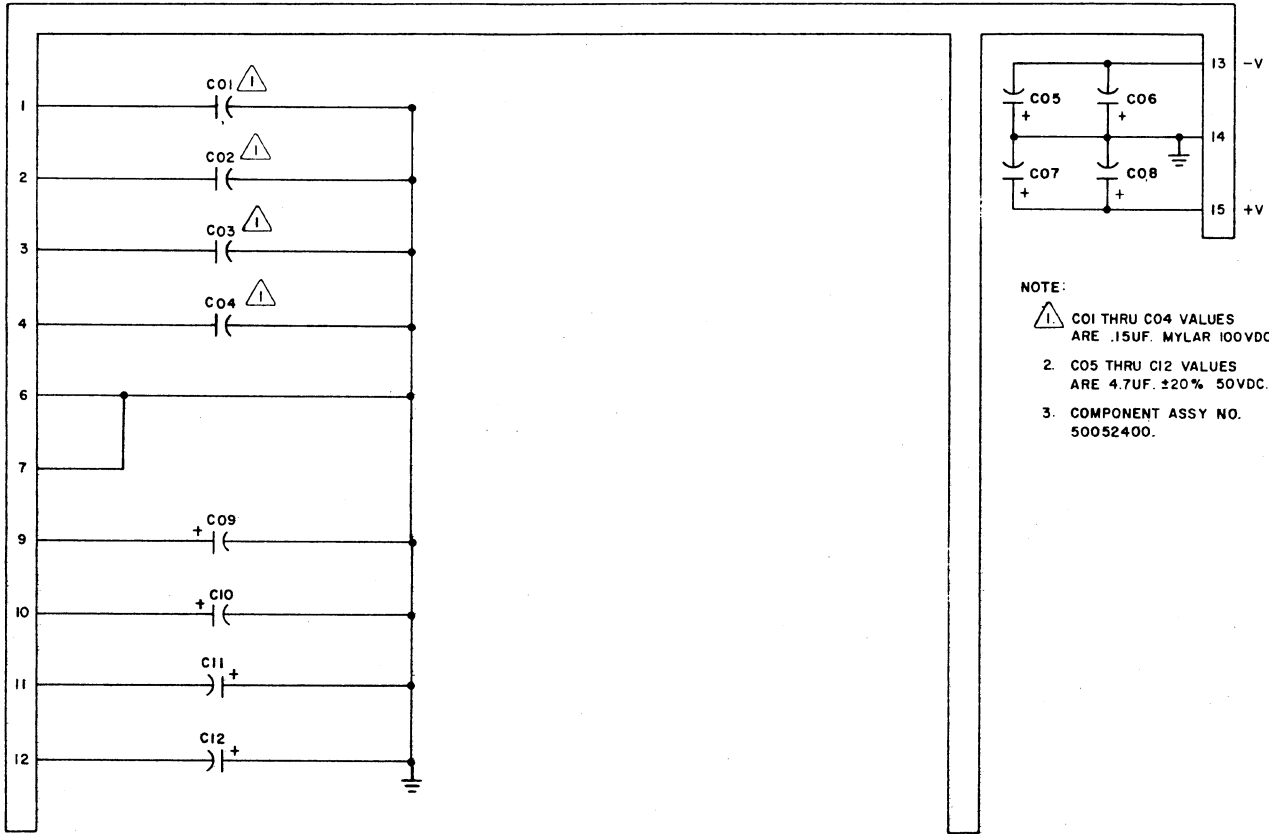 C01 1
1
C02 1
2
C03 1
3
C04 1
4
6
7
+ C09
9
+ C10
10
C11 +
11
C12 +
12
13 -V
C05 C06
+ +
14
C07 C08
+ +
15 +V
NOTE:
1. C01 THRU C04 VALUES
ARE .15UF. MYLAR 100VDC
2. C05 THRU C12 VALUES
ARE 4.7UF. ±20% 50VDC.
3. COMPONENT ASSY NO.
50052400.